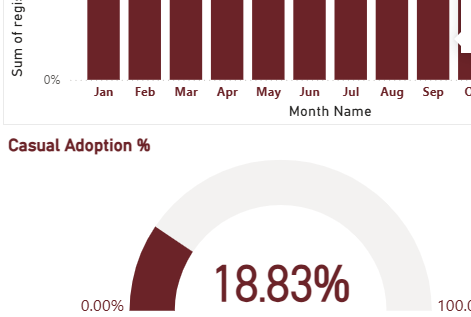 Sum of regis
0%
Jan Feb Mar Apr May Jun Jul Aug Sep
Month Name
Casual Adoption %
18.83%
0.00%
100.0